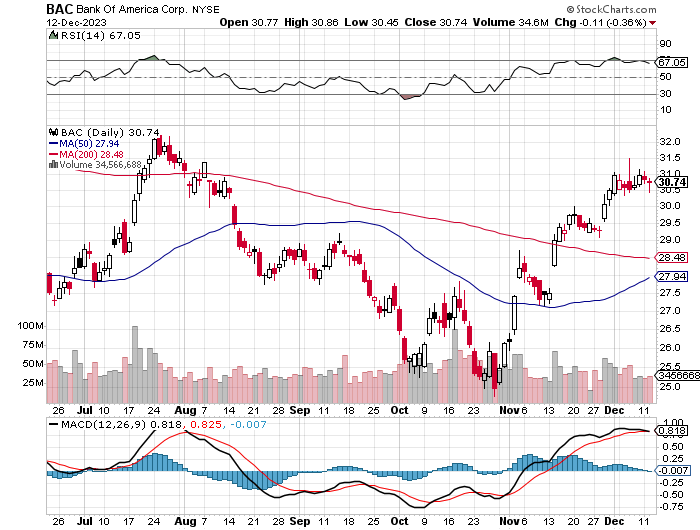 BAC Bank Of America Corp. NYSE © StockCharts.com
12-Dec-2023 Open 30.77 High 30.86 Low 30.45 Close 30.74 Volume 34.6M Chg -0.11 (-0.36%)
RSI(14) 67.05
90
67.05
50
30
10
BAC (Daily) 30.74
MA(50) 27.94
MA(200) 28.48
Volume 34,566,688
32.0
31.5
31.0
30.74
30.5
30.0
29.5
29.0
28.48
27.94
27.5
27.0
26.5
26.0
25.5
25.0
100M
75M
50M
25M
3456668
26 Jul 10 17 24 Aug 7 14 21 28 Sep 11 18 25 Oct 9 16 23 Nov 6 13 20 27 Dec 11
MACD(12,26,9) 0.818, 0.825, -0.007
1.00
0.818
0.50
0.25
-0.007
-0.25
-0.50
-0.75
26 Jul 10 17 24 Aug 7 14 21 28 Sep 11 18 25 Oct 9 16 23 Nov 6 13 20 27 Dec 11